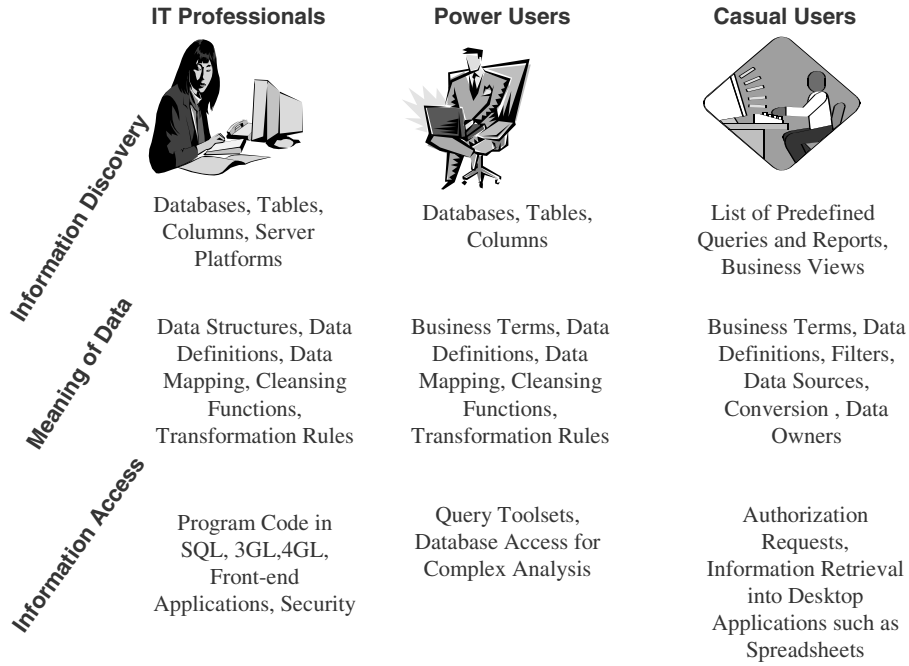 IT Professionals
Power Users
Casual Users
Information Discovery
Databases, Tables,
Columns, Server
Platforms
Databases, Tables,
Columns
List of Predefined
Queries and Reports,
Business Views
Meaning of Data
Data Structures, Data
Definitions, Data
Mapping, Cleansing
Functions,
Transformation Rules
Business Terms, Data
Definitions, Data
Mapping, Cleansing
Functions,
Transformation Rules
Business Terms, Data
Definitions, Filters,
Data Sources,
Conversion , Data
Owners
Information Access
Program Code in
SQL, 3GL,4GL,
Front-end
Applications, Security
Query Toolsets,
Database Access for
Complex Analysis
Authorization
Requests,
Information Retrieval
into Desktop
Applications such as
Spreadsheets